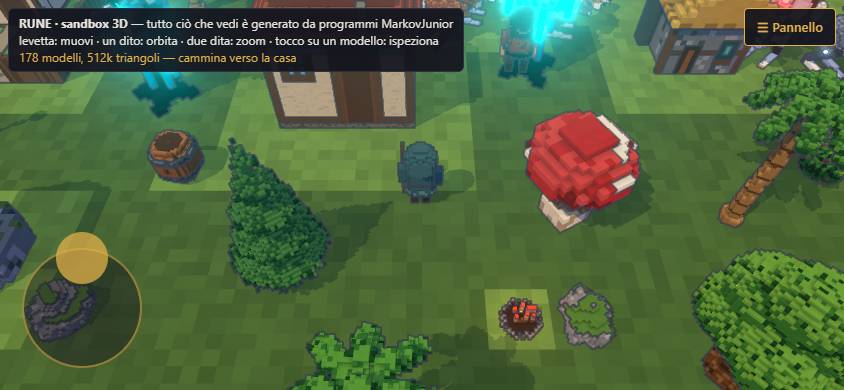 RUNE · sandbox 3D — tutto ciò che vedi è generato da programmi MarkovJunior
levetta: muovi · un dito: orbita · due dita: zoom · tocco su un modello: ispeziona
178 modelli, 512k triangoli — cammina verso la casa
☰ Pannello